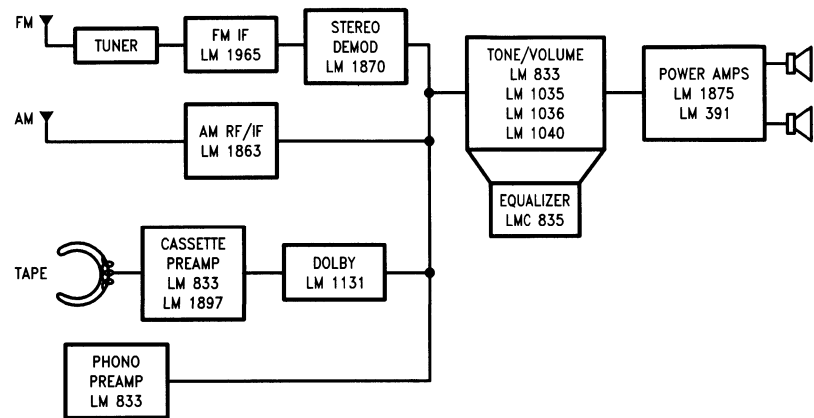 FM
TUNER
FM IF
LM 1965
STEREO
DEMOD
LM 1870
TONE/VOLUME
LM 833
LM 1035
LM 1036
LM 1040
POWER AMPS
LM 1875
LM 391
AM
AM RF/IF
LM 1863
EQUALIZER
LMC 835
TAPE
CASSETTE
PREAMP
LM 833
LM 1897
DOLBY
LM 1131
PHONO
PREAMP
LM 833